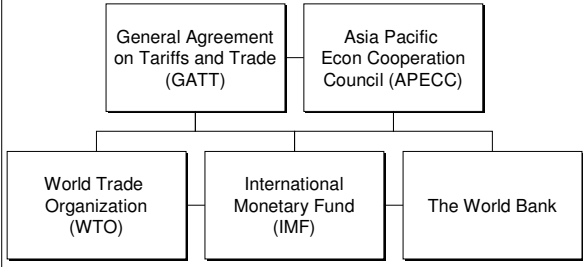 General Agreement
on Tariffs and Trade
(GATT)
Asia Pacific
Econ Cooperation
Council (APECC)
World Trade
Organization
(WTO)
International
Monetary Fund
(IMF)
The World Bank